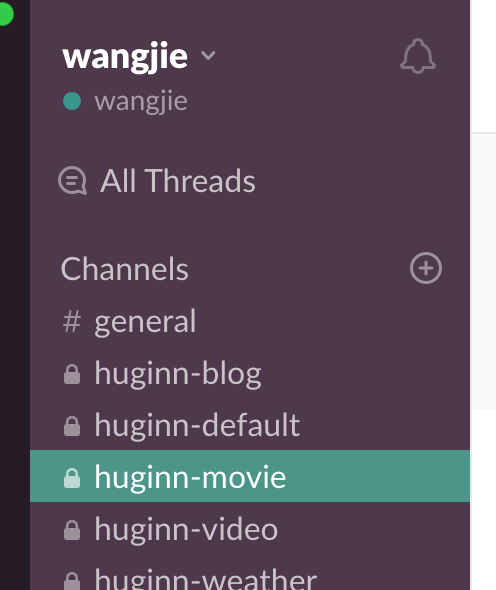 wangjie
wangjie
All Threads
Channels
# general
huginn-blog
huginn-default
huginn-movie
huginn-video
huginn-weather